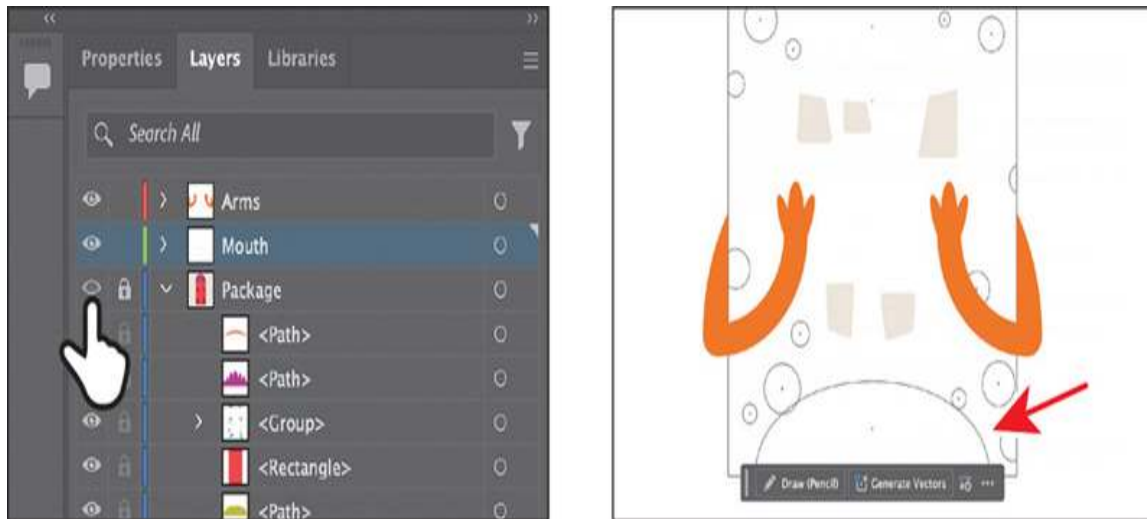 Properties Layers Libraries
Search All
Arms
Mouth
Package
<Path>
<Path>
<Group>
<Rectangle>
<Path>
Draw (Pencil) Generate Vectors